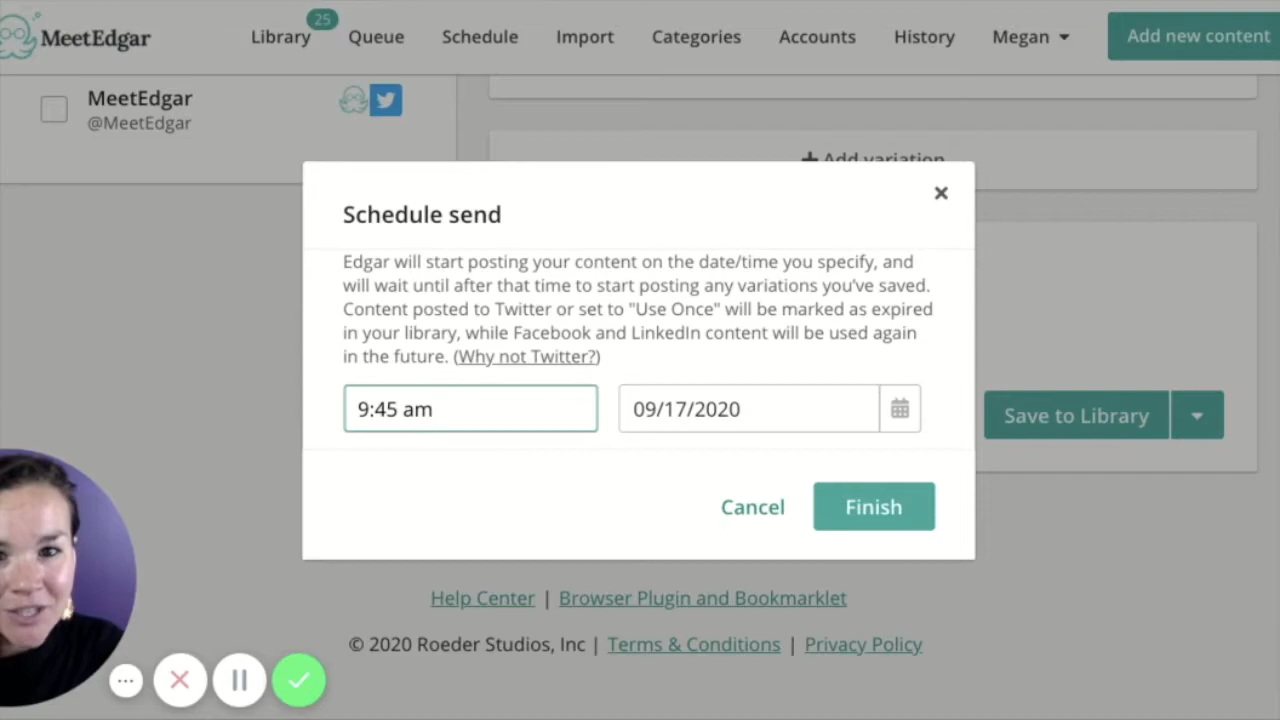 25
MeetEdgar
Library Queue Schedule Import Categories Accounts History Megan Add new content
MeetEdgar
@MeetEdgar
Add variation
Schedule send
Edgar will start posting your content on the date/time you specify, and
will wait until after that time to start posting any variations you've saved.
Content posted to Twitter or set to "Use Once" will be marked as expired
in your library, while Facebook and LinkedIn content will be used again
in the future. (Why not Twitter?)
9:45 am 09/17/2020
Save to Library
Cancel Finish
Help Center | Browser Plugin and Bookmarklet
© 2020 Roeder Studios, Inc | Terms & Conditions | Privacy Policy